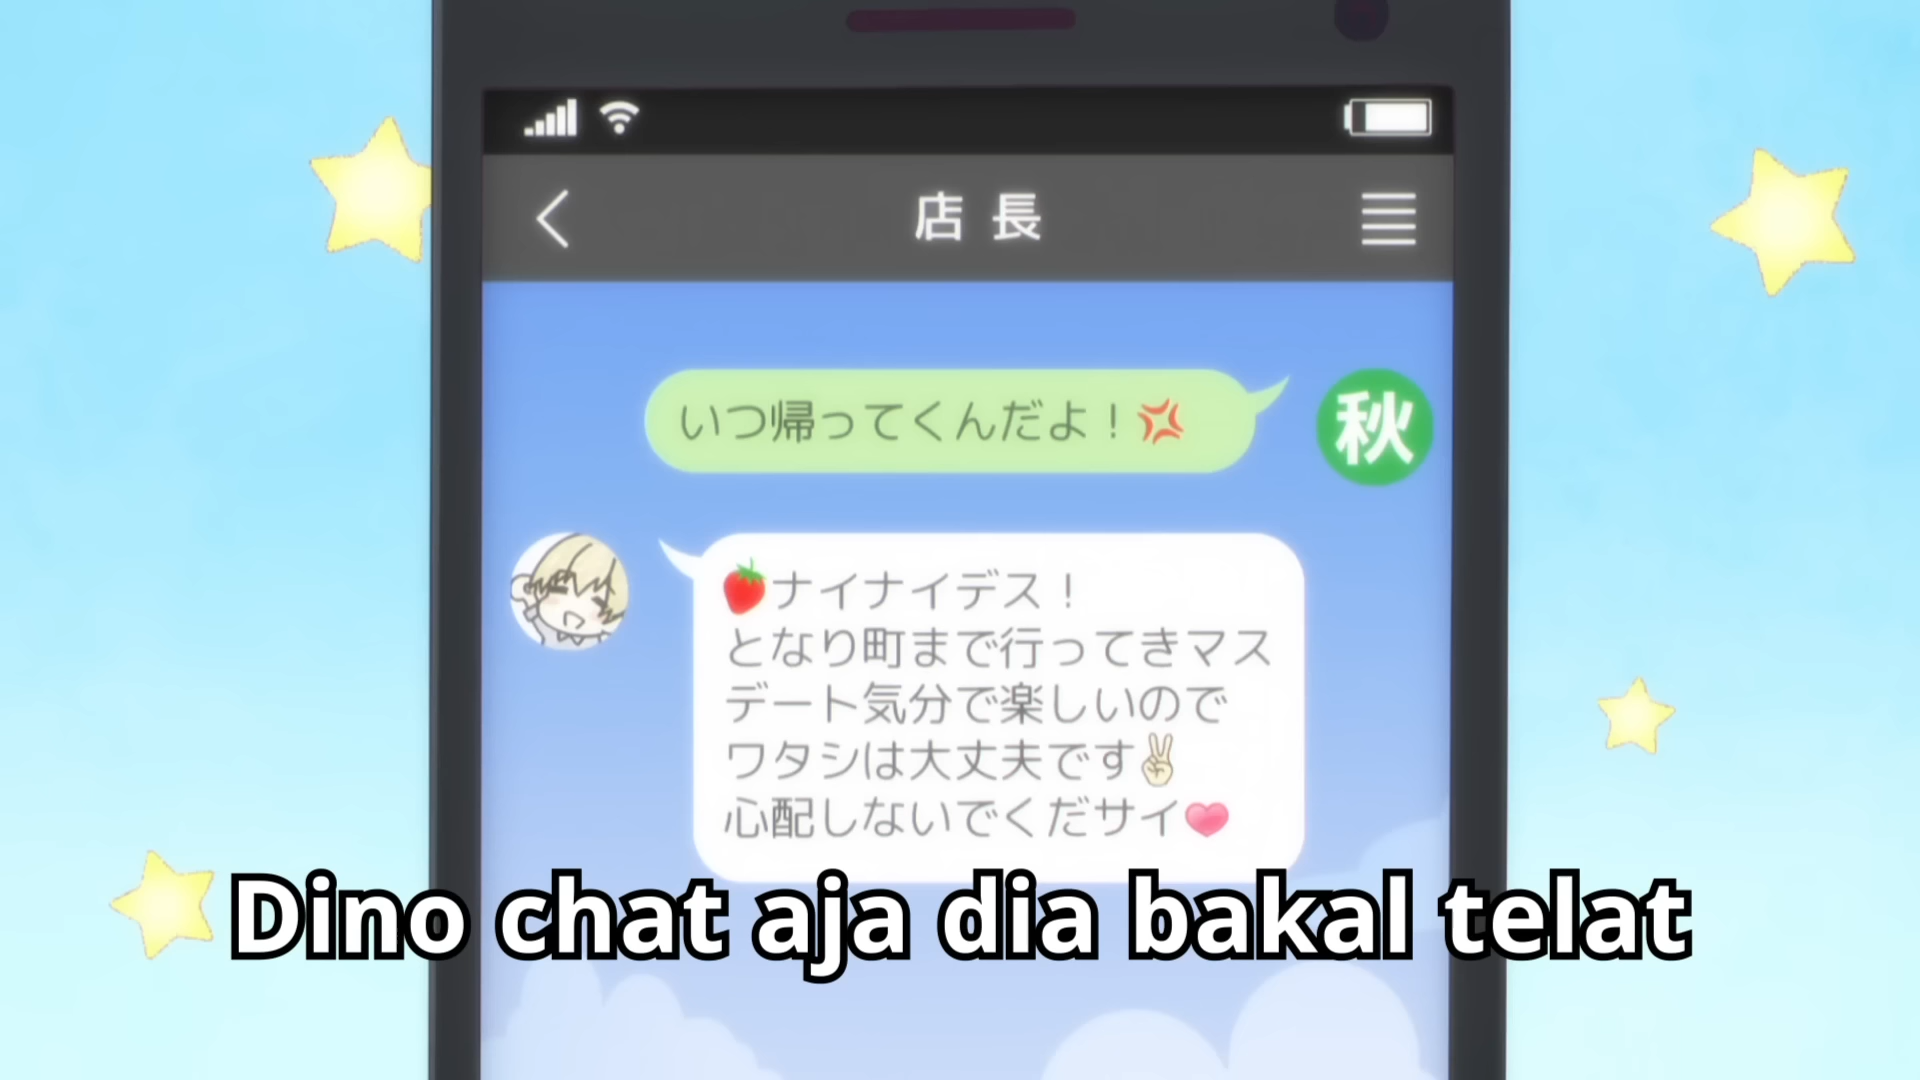 店長
いつ帰ってくんだよ！💢
秋
🍓ナイナイデス！
となり町まで行ってきマス
デート気分で楽しいので
ワタシは大丈夫です✌
心配しないでくだサイ💗
Dino chat aja dia bakal telat